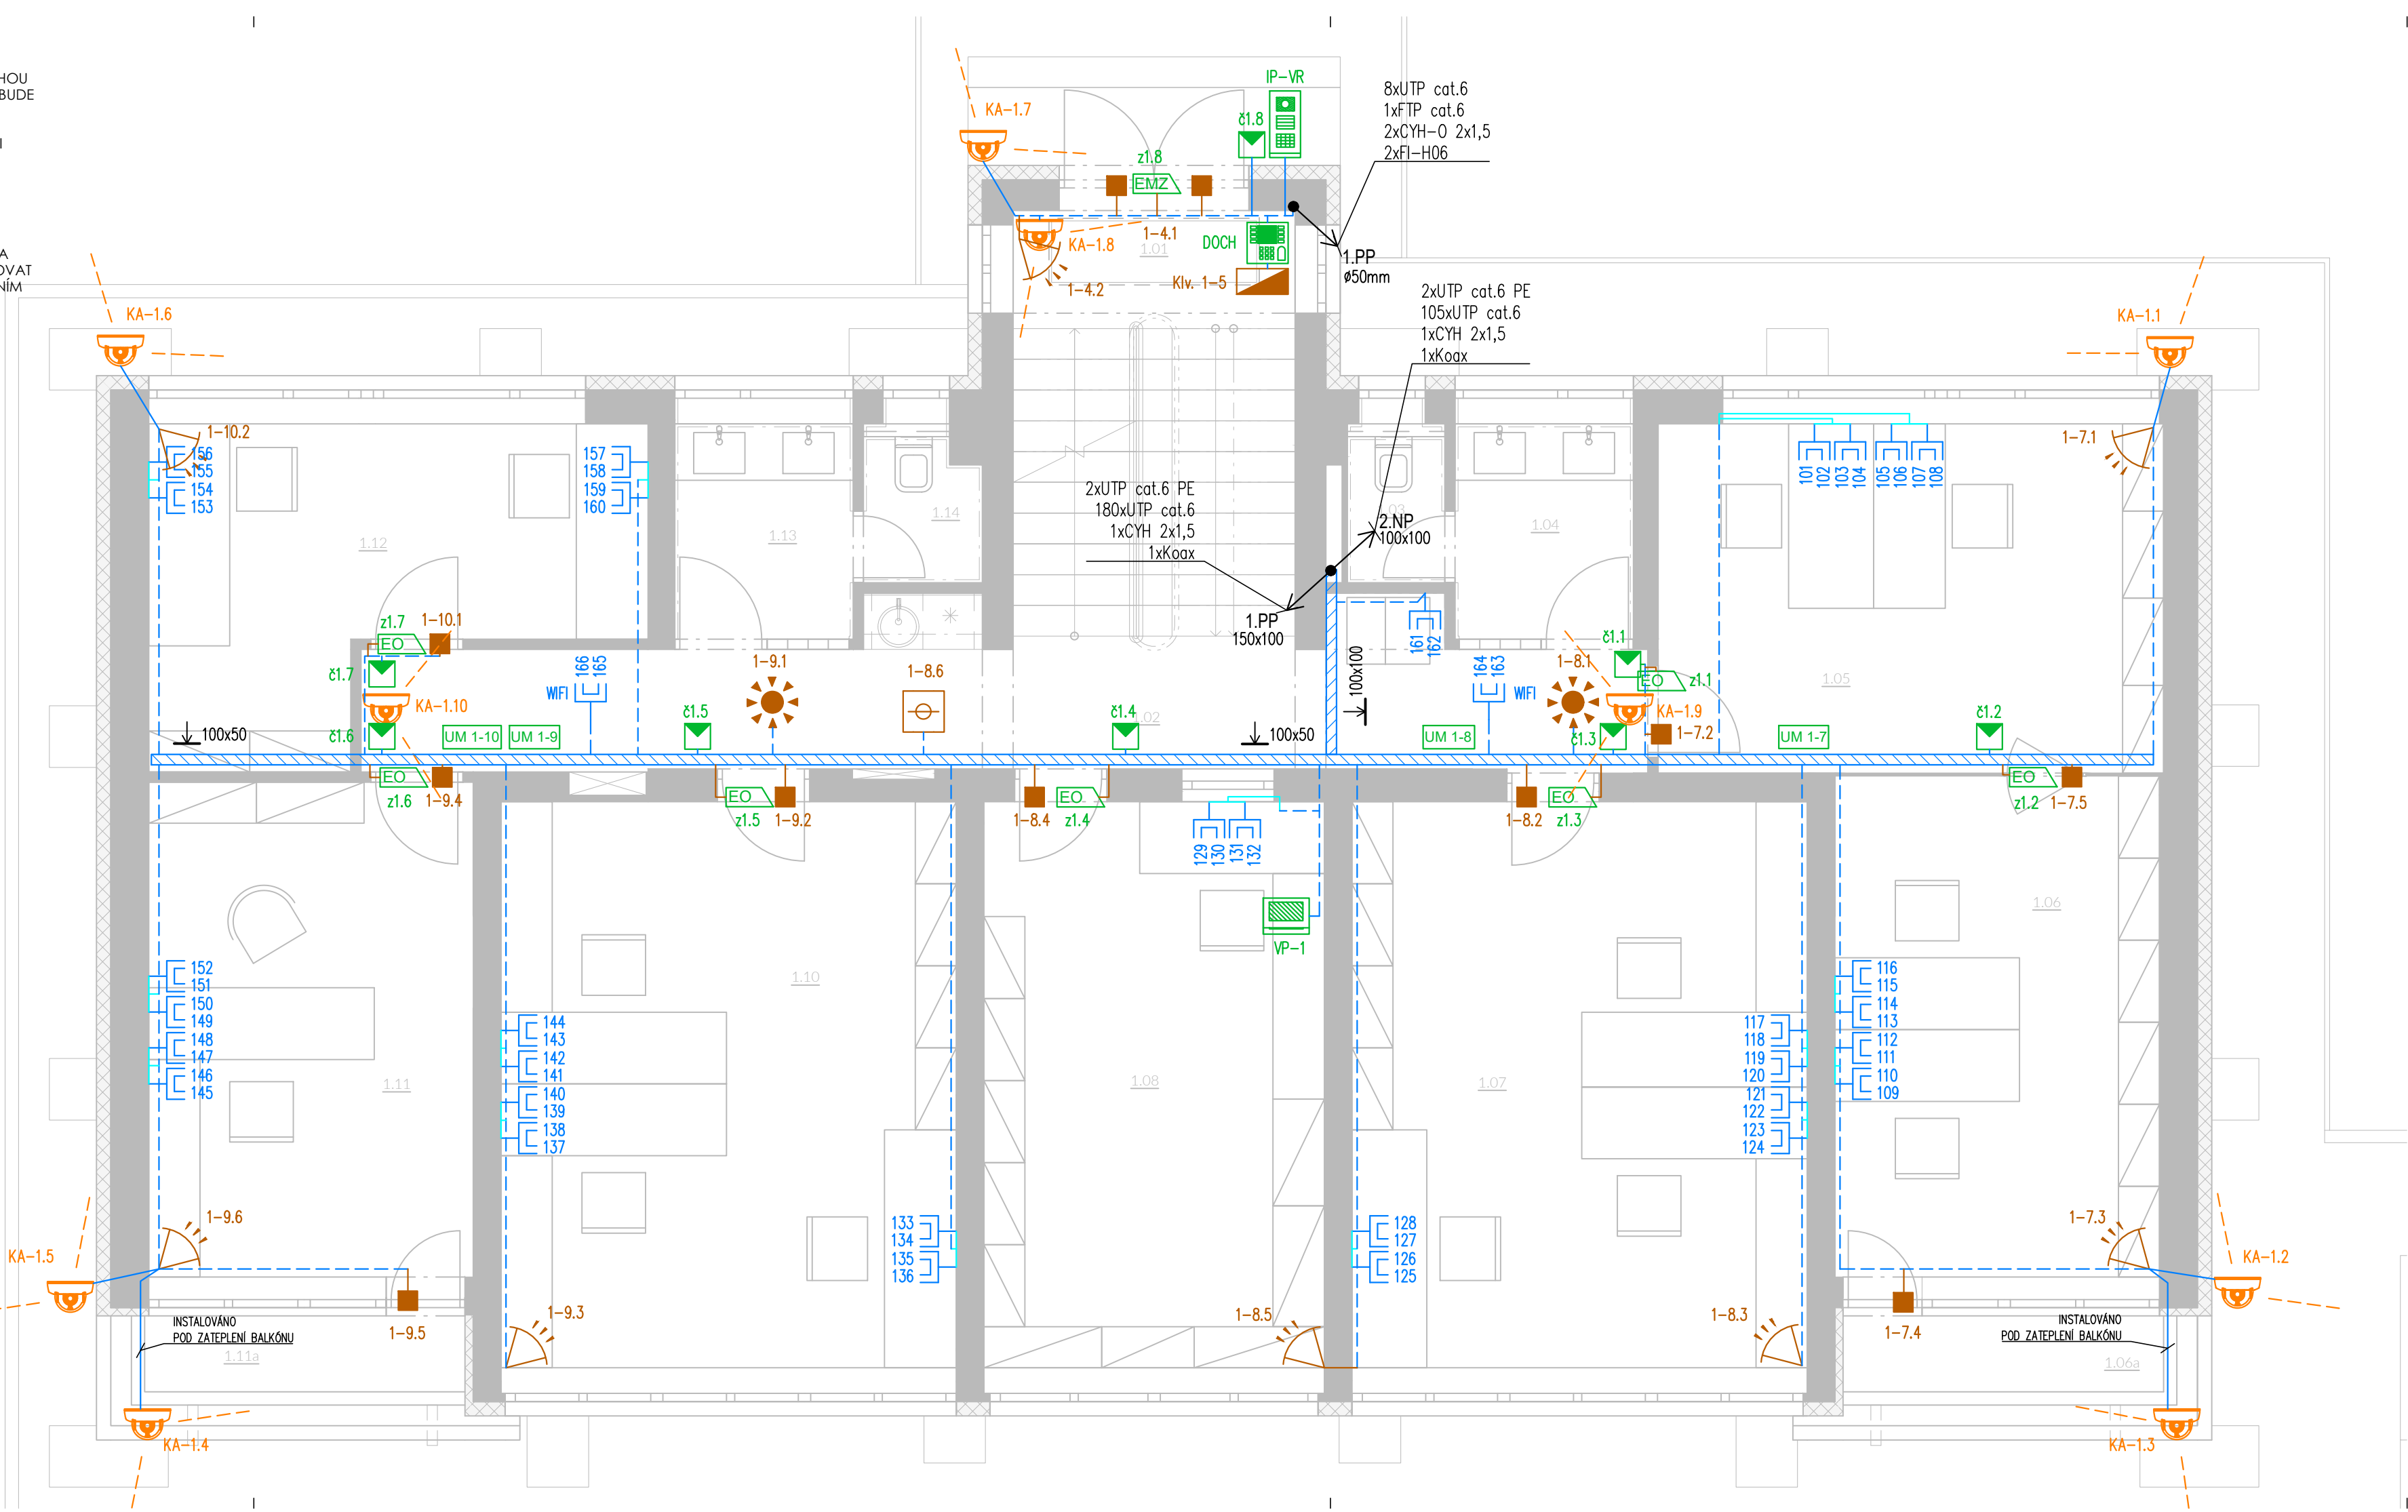 HOU
BUDE
I
A
OVAT
NÍM
IP-VR
8xUTP cat.6
1xFTP cat.6
2xCYH-O 2x1,5
2xFI-H06
KA-1.7
č1.8
z1.8
EMZ
KA-1.8
1-4.1
1.01
DOCH
1-4.2
Klv. 1-5
1.PP
ø50mm
2xUTP cat.6 PE
105xUTP cat.6
1xCYH 2x1,5
1xKoax
KA-1.6
KA-1.1
1-10.2
156
155
154
153
157
158
159
160
1-7.1
101
102
103
104
105
106
107
108
2xUTP cat.6 PE
180xUTP cat.6
1xCYH 2x1,5
1xKoax
1.14
1.13
1.12
2.NP
100x100
1.04
1.PP
150x100
z1.7
EO
1-10.1
č1.7
KA-1.10
č1.6
UM 1-10
UM 1-9
WIFI
166
165
1-9.1
1-8.6
č1.5
č1.4
1.02
100x50
100x50
100x100
161
162
164
163
WIFI
1-8.1
č1.1
EO
z1.1
KA-1.9
1-7.2
č1.3
UM 1-8
UM 1-7
č1.2
1.05
EO
z1.6
1-9.4
EO
z1.5
1-9.2
1-8.4
EO
z1.4
1-8.2
EO
z1.3
EO
z1.2
1-7.5
129
130
131
132
VP-1
1.06
1.10
1.11
1.08
1.07
152
151
150
149
148
147
146
145
144
143
142
141
140
139
138
137
117
118
119
120
121
122
123
124
116
115
114
113
112
111
110
109
133
134
135
136
128
127
126
125
1-9.6
KA-1.5
1-9.5
INSTALOVÁNO
POD ZATEPLENÍ BALKÓNU
1.11a
KA-1.4
1-9.3
1-8.5
1-8.3
1-7.3
KA-1.2
1-7.4
INSTALOVÁNO
POD ZATEPLENÍ BALKÓNU
1.06a
KA-1.3